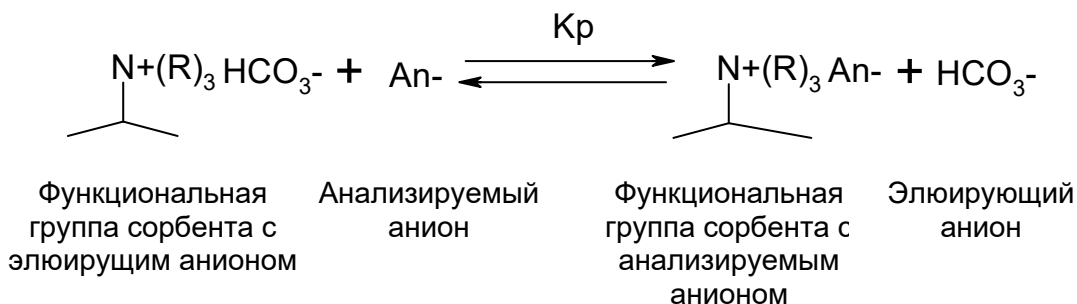 Kp
N+(R)3 HCO3- + An- N+(R)3 An- + HCO3-
Функциональная
группа сорбента с
элюирущим анионом
Анализируемый
анион
Функциональная
группа сорбента с
анализируемым
анионом
Элюирующий
анион